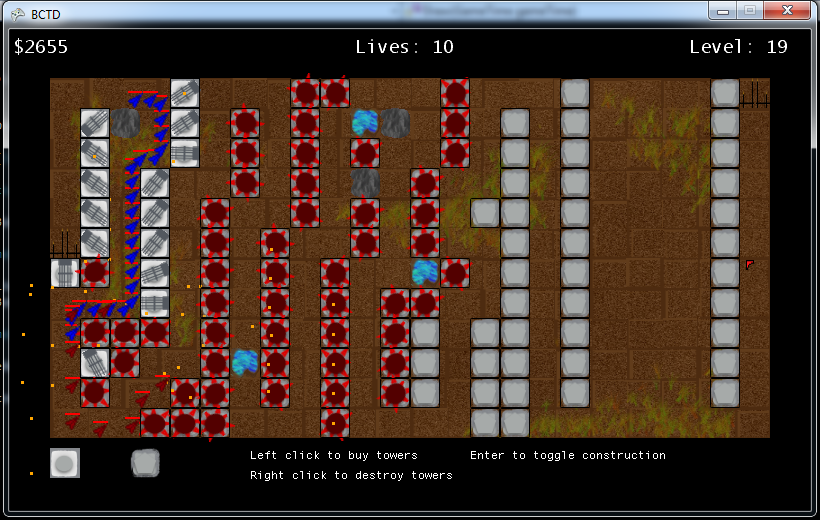 BCTD
$2655 Lives: 10 Level: 19
Left click to buy towers Enter to toggle construction
Right click to destroy towers